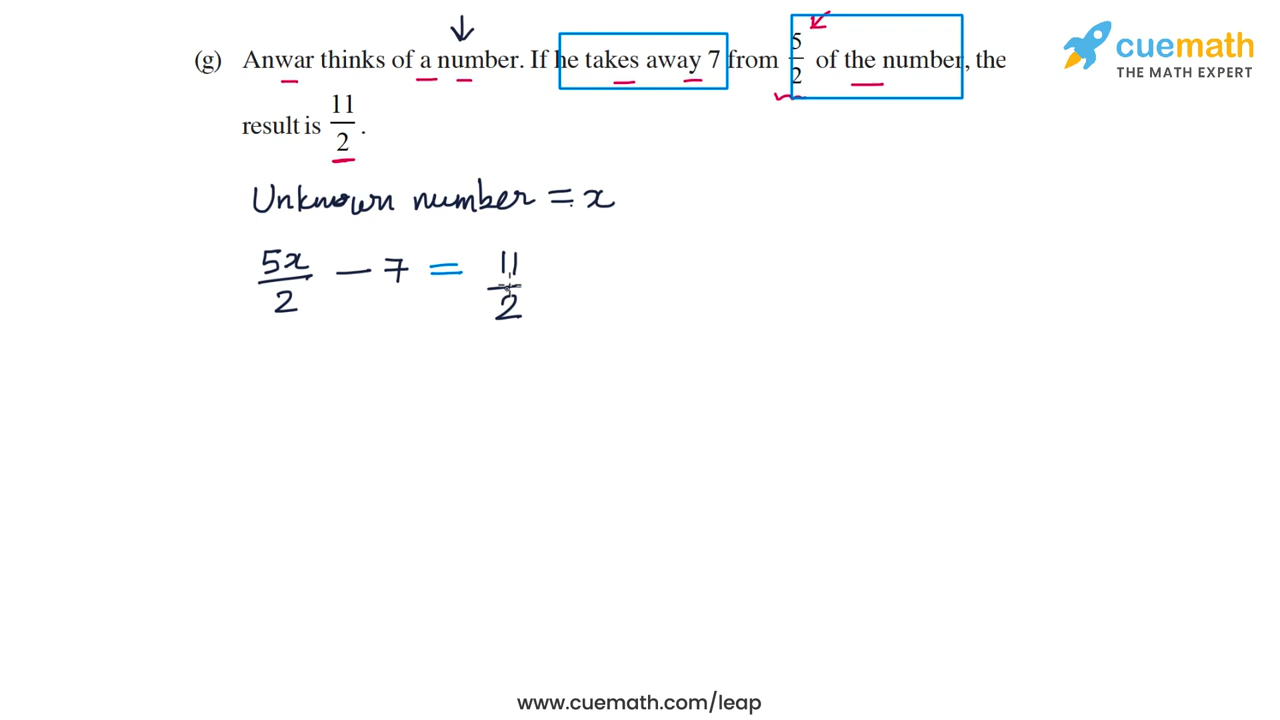 cuemath
THE MATH EXPERT
(g) Anwar thinks of a number. If he takes away 7 from 5/2 of the number, the
result is 11/2.
Unknown number = x
5x/2 - 7 = 11/2
www.cuemath.com/leap